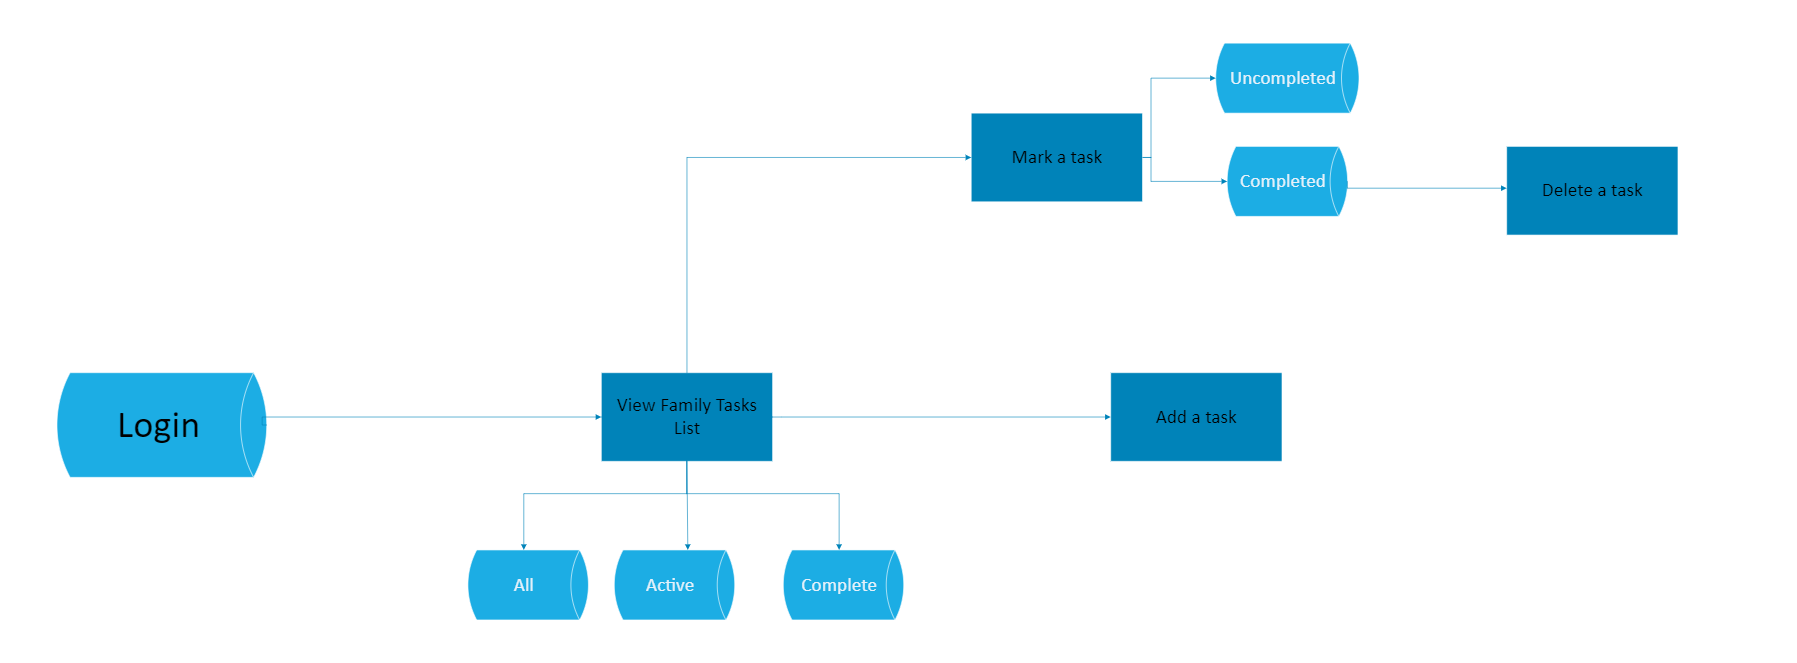 Uncompleted
Mark a task
Completed
Delete a task
Login
View Family Tasks
List
Add a task
All
Active
Complete